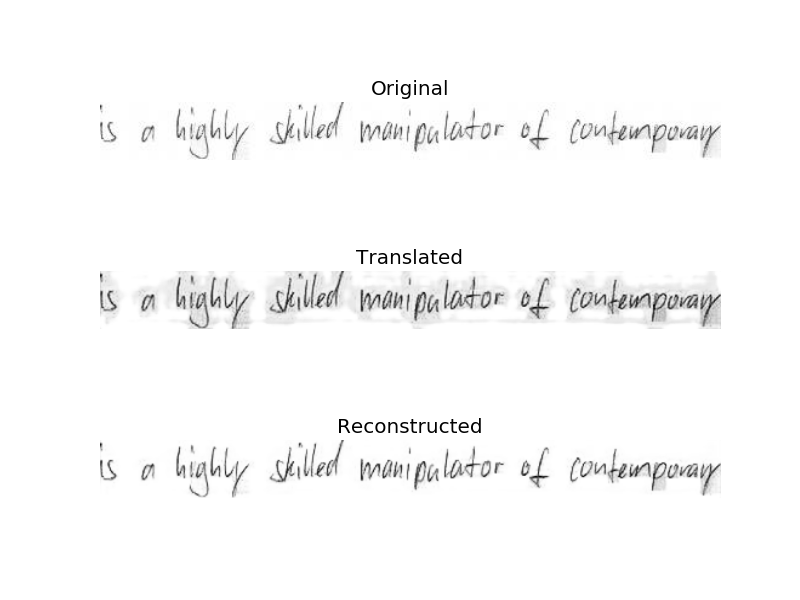 Original
is a highly skilled manipulator of contemporary
Translated
is a highly skilled manipulator of contemporary
Reconstructed
is a highly skilled manipulator of contemporary